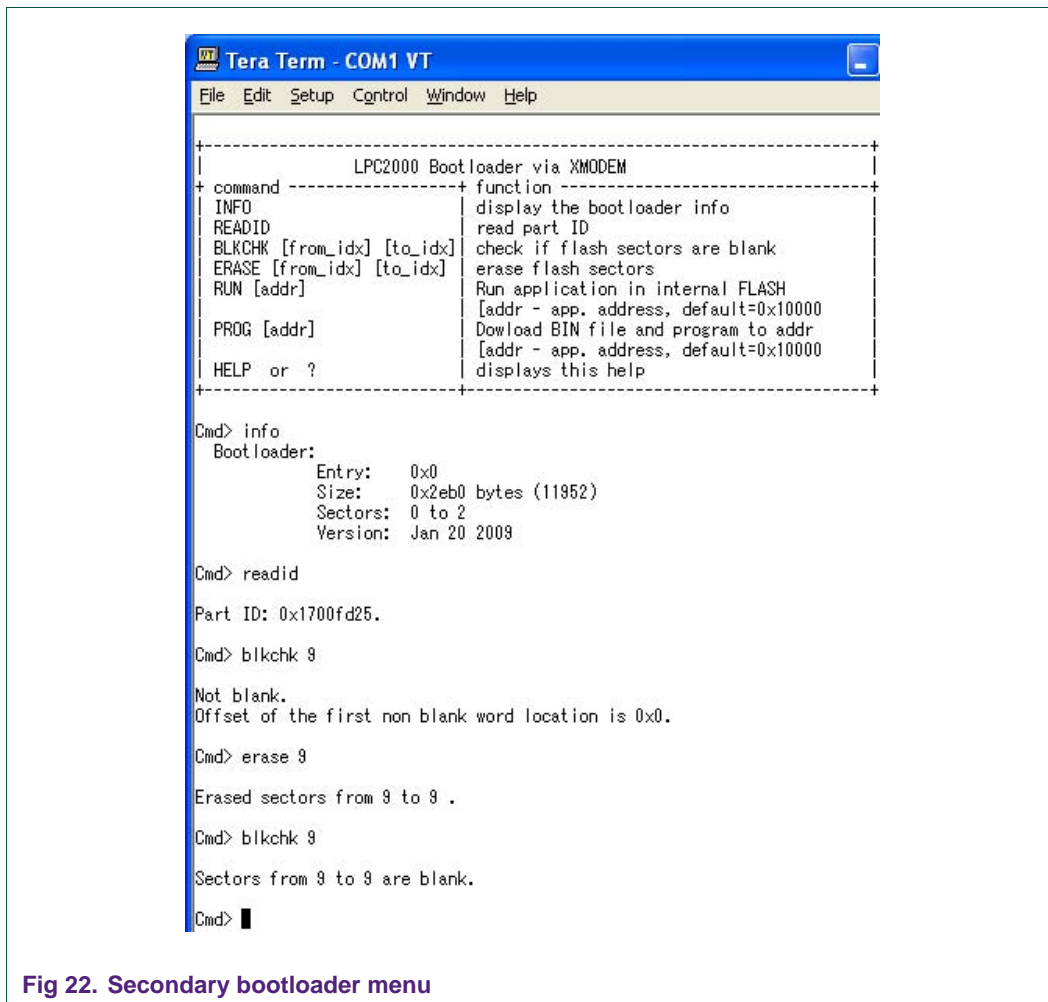 Tera Term - COM1 VT
File Edit Setup Control Window Help
+-----------------------------------------------------------------------+
| LPC2000 Bootloader via XMODEM |
+ command -------------------+ function ---------------------------------+
| INFO | display the bootloader info |
| READID | read part ID |
| BLKCHK [from_idx] [to_idx]| check if flash sectors are blank |
| ERASE [from_idx] [to_idx] | erase flash sectors |
| RUN [addr] | Run application in internal FLASH |
| | [addr - app. address, default=0x10000 |
| PROG [addr] | Dowload BIN file and program to addr |
| | [addr - app. address, default=0x10000 |
| HELP or ? | displays this help |
+----------------------------+-------------------------------------------+
Cmd> info
Bootloader:
Entry: 0x0
Size: 0x2eb0 bytes (11952)
Sectors: 0 to 2
Version: Jan 20 2009
Cmd> readid
Part ID: 0x1700fd25.
Cmd> blkchk 9
Not blank.
Offset of the first non blank word location is 0x0.
Cmd> erase 9
Erased sectors from 9 to 9 .
Cmd> blkchk 9
Sectors from 9 to 9 are blank.
Cmd>
Fig 22. Secondary bootloader menu